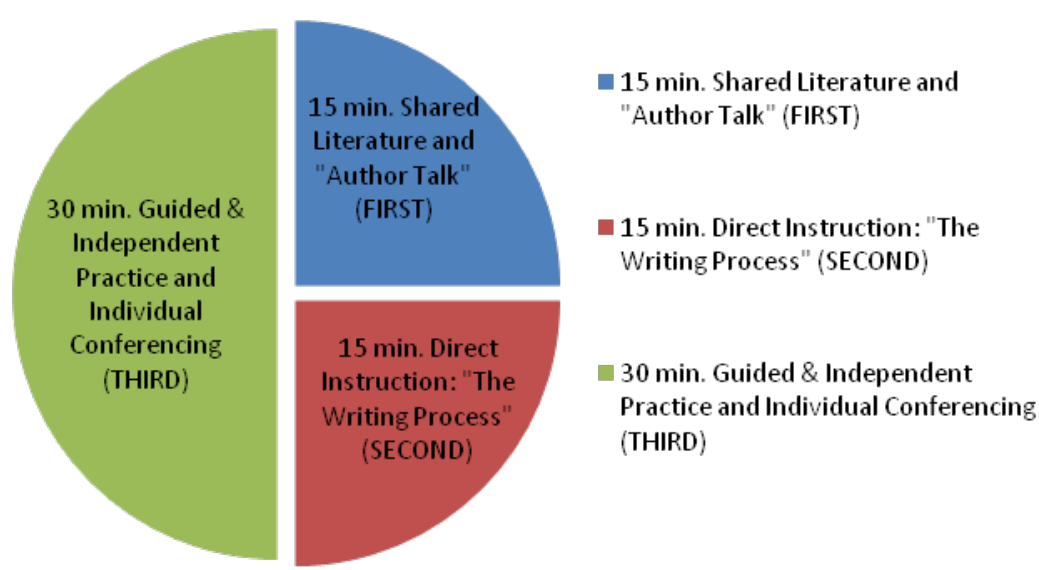 15 min. Shared
Literature and
"Author Talk"
(FIRST)
30 min. Guided &
Independent
Practice and
Individual
Conferencing
(THIRD)
15 min. Direct
Instruction: "The
Writing Process"
(SECOND)
15 min. Shared Literature and
"Author Talk" (FIRST)
15 min. Direct Instruction: "The
Writing Process" (SECOND)
30 min. Guided & Independent
Practice and Individual Conferencing
(THIRD)